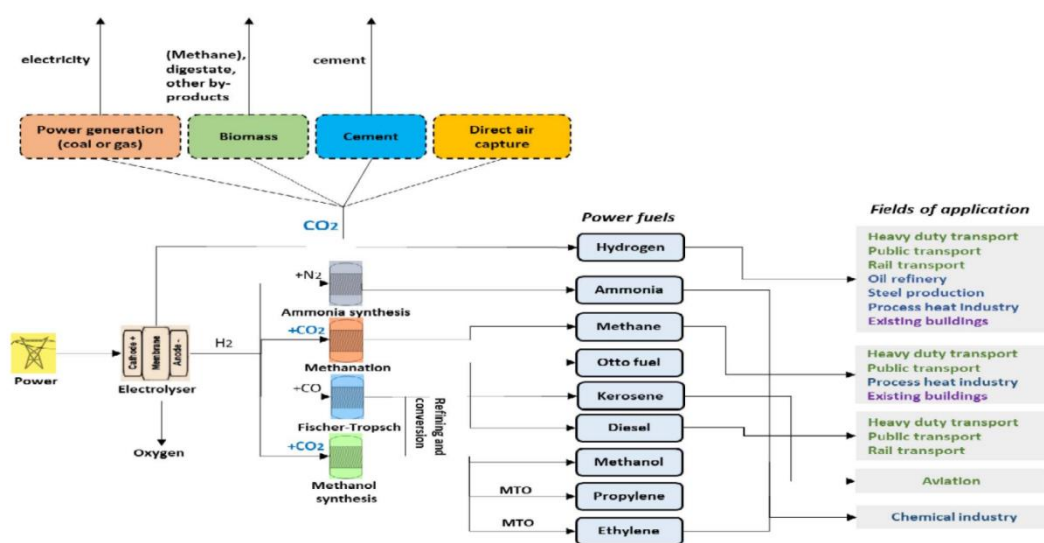 electricity
(Methane),
digestate,
other by-
products
cement
Power generation
(coal or gas)
Biomass
Cement
Direct air
capture
CO2
Power fuels
Fields of application
Hydrogen
Heavy duty transport
Public transport
Rail transport
Oil refinery
Steel production
Process heat Industry
Existing buildings
+N2
Ammonia synthesis
Ammonia
+CO2
Methanation
Methane
Power
Cathode +
Membrane
Anode -
Electrolyser
H2
Oxygen
Otto fuel
Heavy duty transport
Public transport
Process heat industry
Existing buildings
+CO
Fischer-Tropsch
Refining and
conversion
Kerosene
Diesel
Heavy duty transport
Public transport
Rail transport
+CO2
Methanol
synthesis
Methanol
Aviation
MTO
Propylene
MTO
Ethylene
Chemical industry